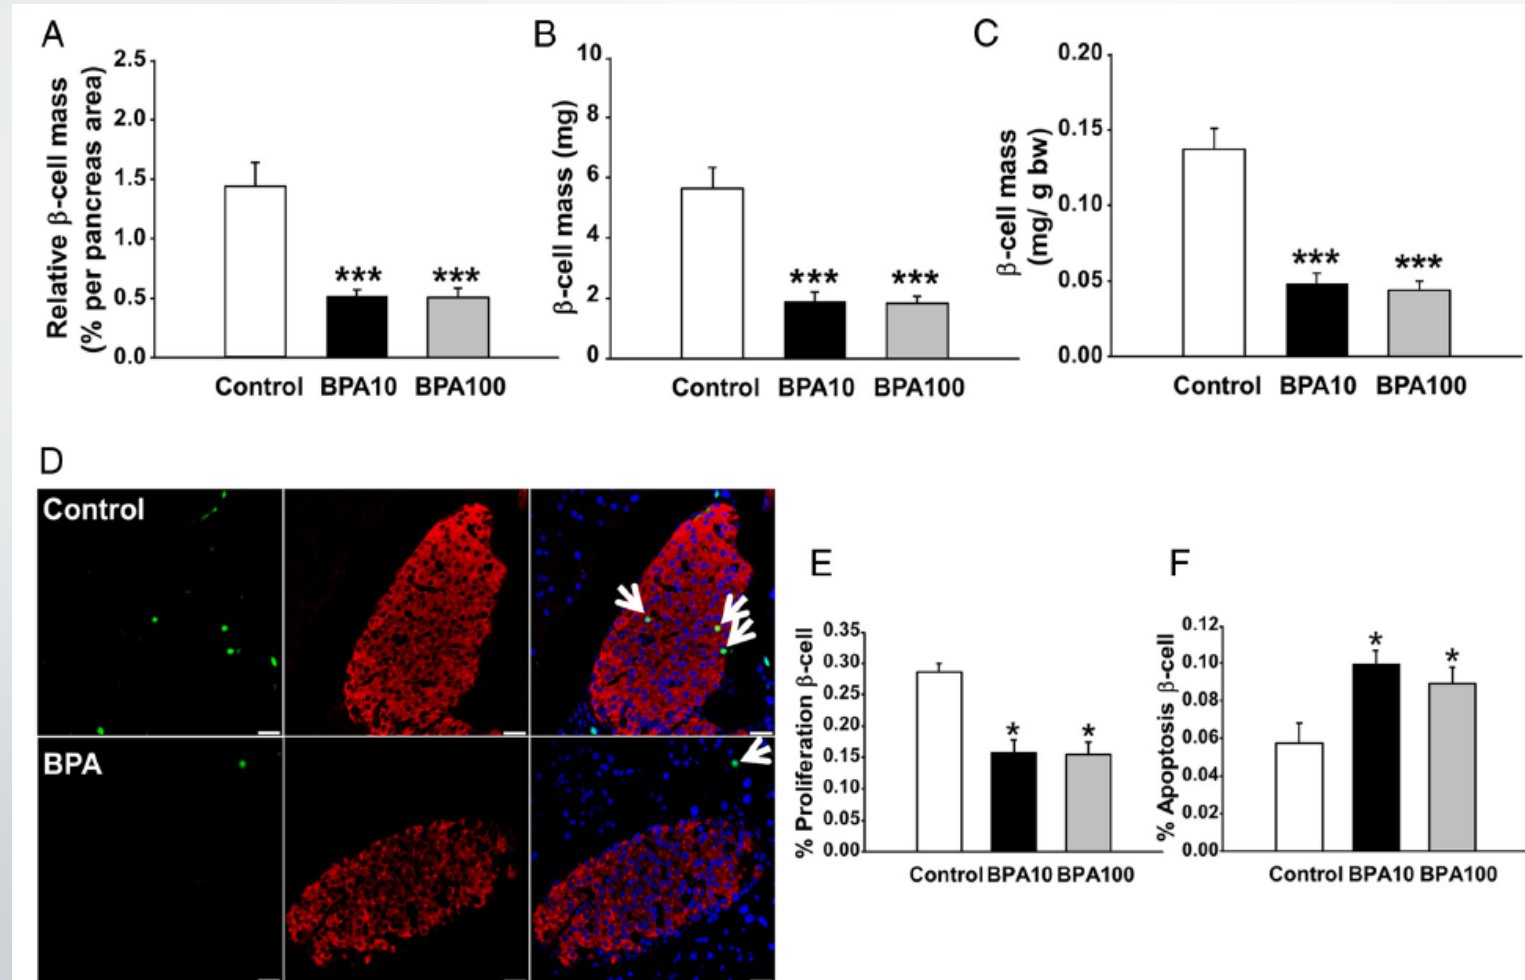 A
Relative β-cell mass
(% per pancreas area)
2.5
2.0
1.5
1.0
0.5
0.0
*** ***
Control BPA10 BPA100
B
β-cell mass (mg)
10
8
6
4
2
0
*** ***
Control BPA10 BPA100
C
β-cell mass
(mg/ g bw)
0.20
0.15
0.10
0.05
0.00
*** ***
Control BPA10 BPA100
D
Control
BPA
E
% Proliferation β-cell
0.35
0.30
0.25
0.20
0.15
0.10
0.05
0.00
* *
Control BPA10 BPA100
F
% Apoptosis β-cell
0.12
0.10
0.08
0.06
0.04
0.02
0.00
* *
Control BPA10 BPA100